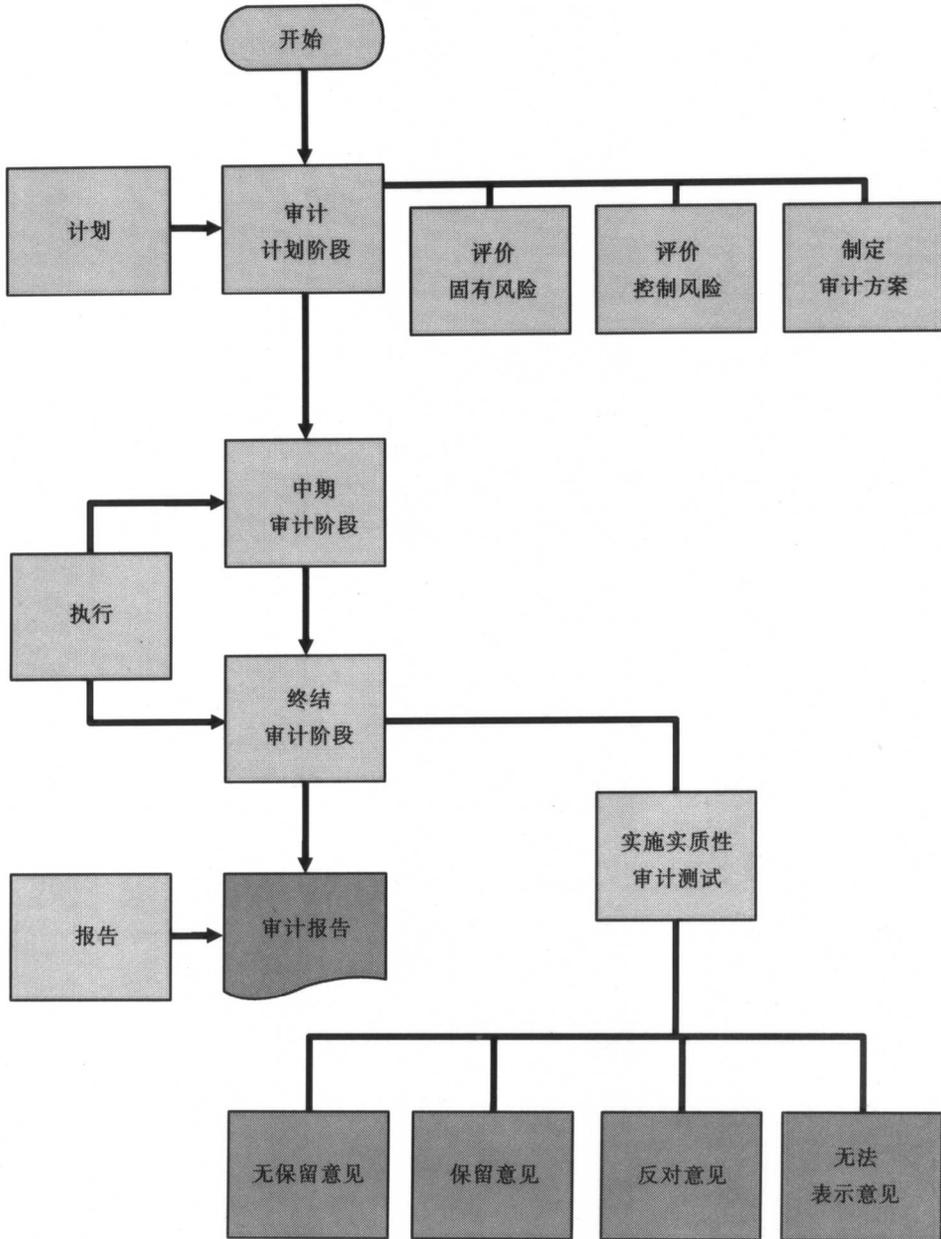 开始
计划
审计
计划阶段
评价
固有风险
评价
控制风险
制定
审计方案
中期
审计阶段
执行
终结
审计阶段
实施实质性
审计测试
报告
审计报告
无保留意见
保留意见
反对意见
无法
表示意见